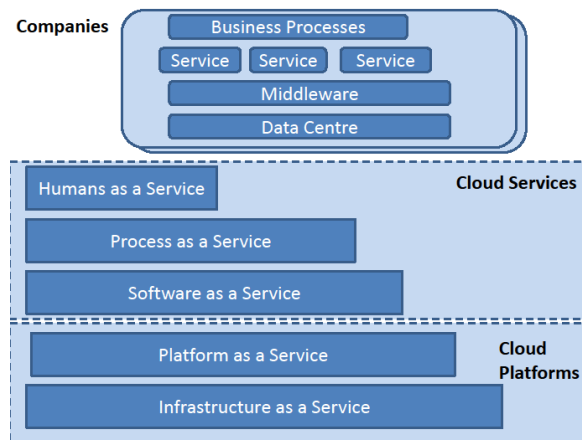 Companies
Business Processes
Service Service Service
Middleware
Data Centre
Humans as a Service
Cloud Services
Process as a Service
Software as a Service
Platform as a Service
Cloud
Platforms
Infrastructure as a Service